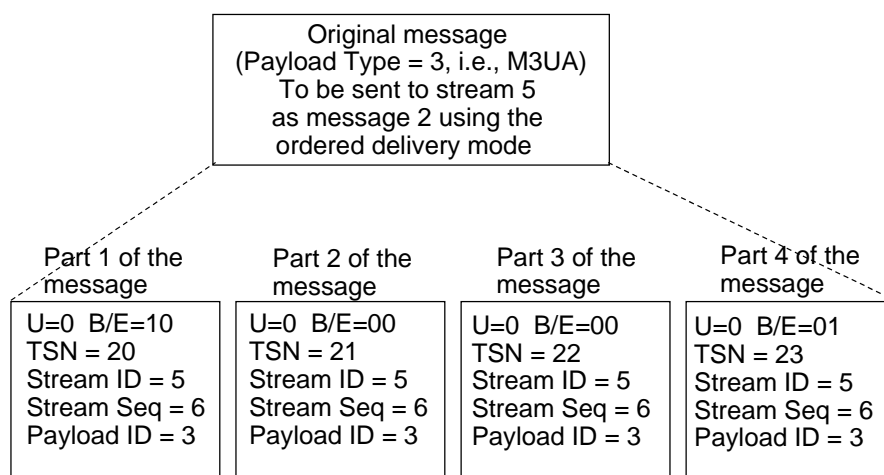 Original message
(Payload Type = 3, i.e., M3UA)
To be sent to stream 5
as message 2 using the
ordered delivery mode
Part 1 of the
message
U=0 B/E=10
TSN = 20
Stream ID = 5
Stream Seq = 6
Payload ID = 3
Part 2 of the
message
U=0 B/E=00
TSN = 21
Stream ID = 5
Stream Seq = 6
Payload ID = 3
Part 3 of the
message
U=0 B/E=00
TSN = 22
Stream ID = 5
Stream Seq = 6
Payload ID = 3
Part 4 of the
message
U=0 B/E=01
TSN = 23
Stream ID = 5
Stream Seq = 6
Payload ID = 3